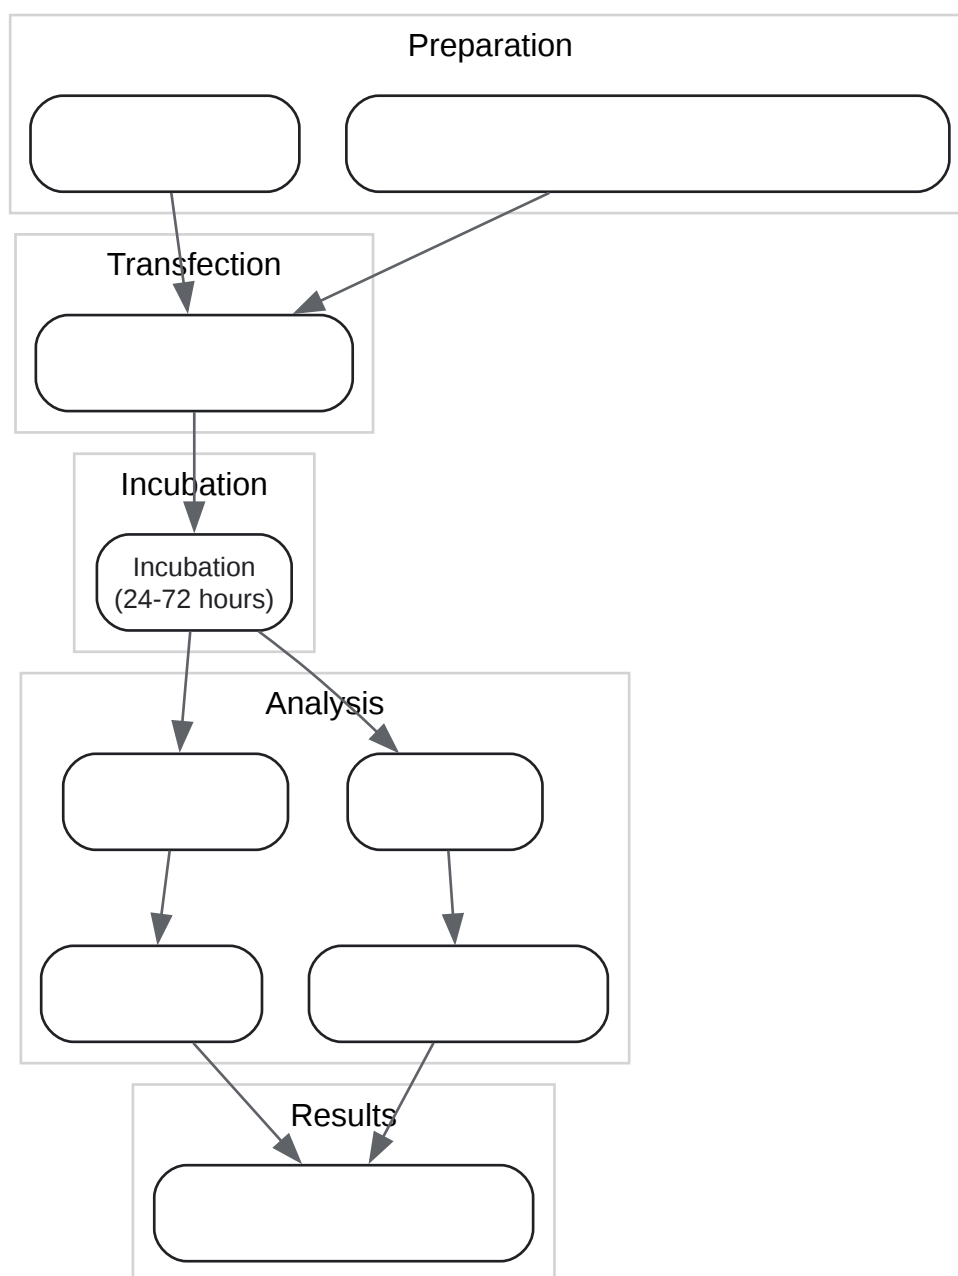 Preparation
Transfection
Incubation
Incubation
(24-72 hours)
Analysis
Results